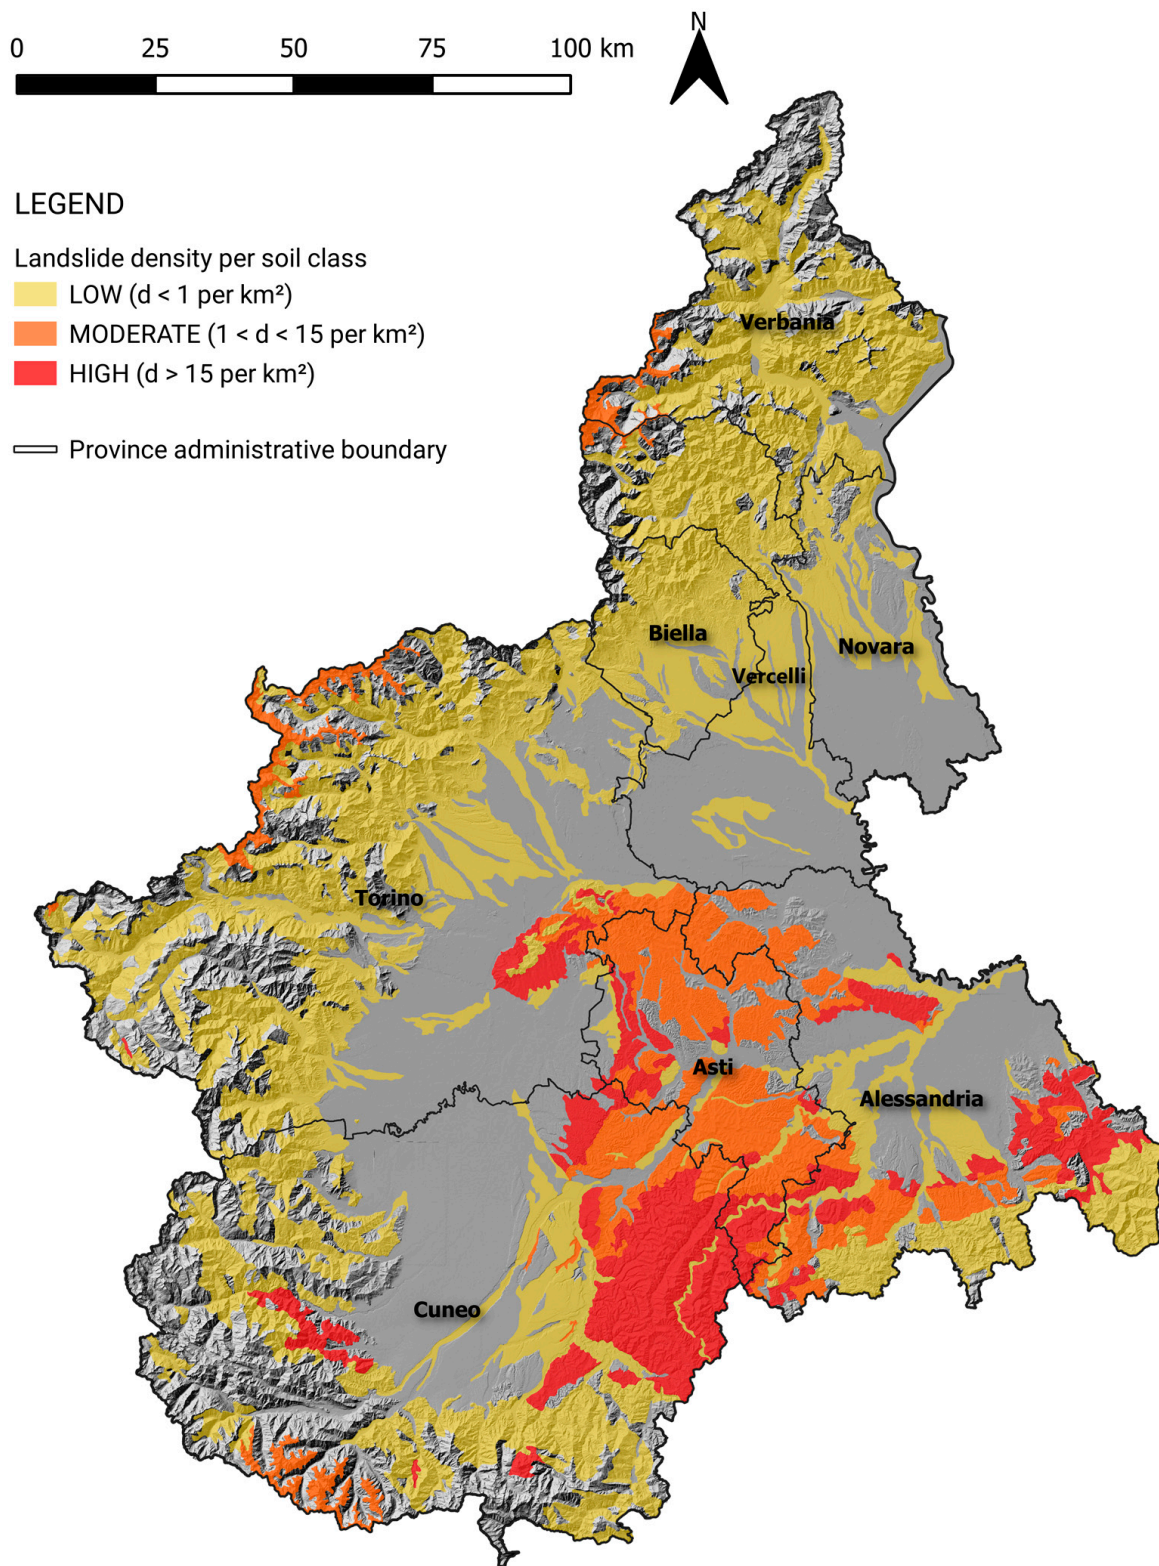 0 25 50 75 100 km
N
LEGEND
Landslide density per soil class
LOW (d < 1 per km²)
MODERATE (1 < d < 15 per km²)
HIGH (d > 15 per km²)
Province administrative boundary
Verbania
Biella
Novara
Vercelli
Torino
Asti
Alessandria
Cuneo